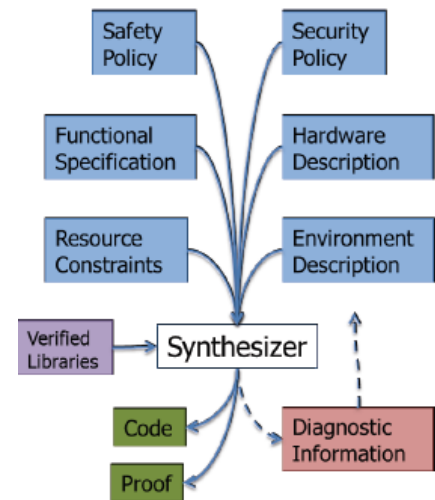 Safety
Policy
Security
Policy
Functional
Specification
Hardware
Description
Resource
Constraints
Environment
Description
Verified
Libraries
Synthesizer
Code
Proof
Diagnostic
Information